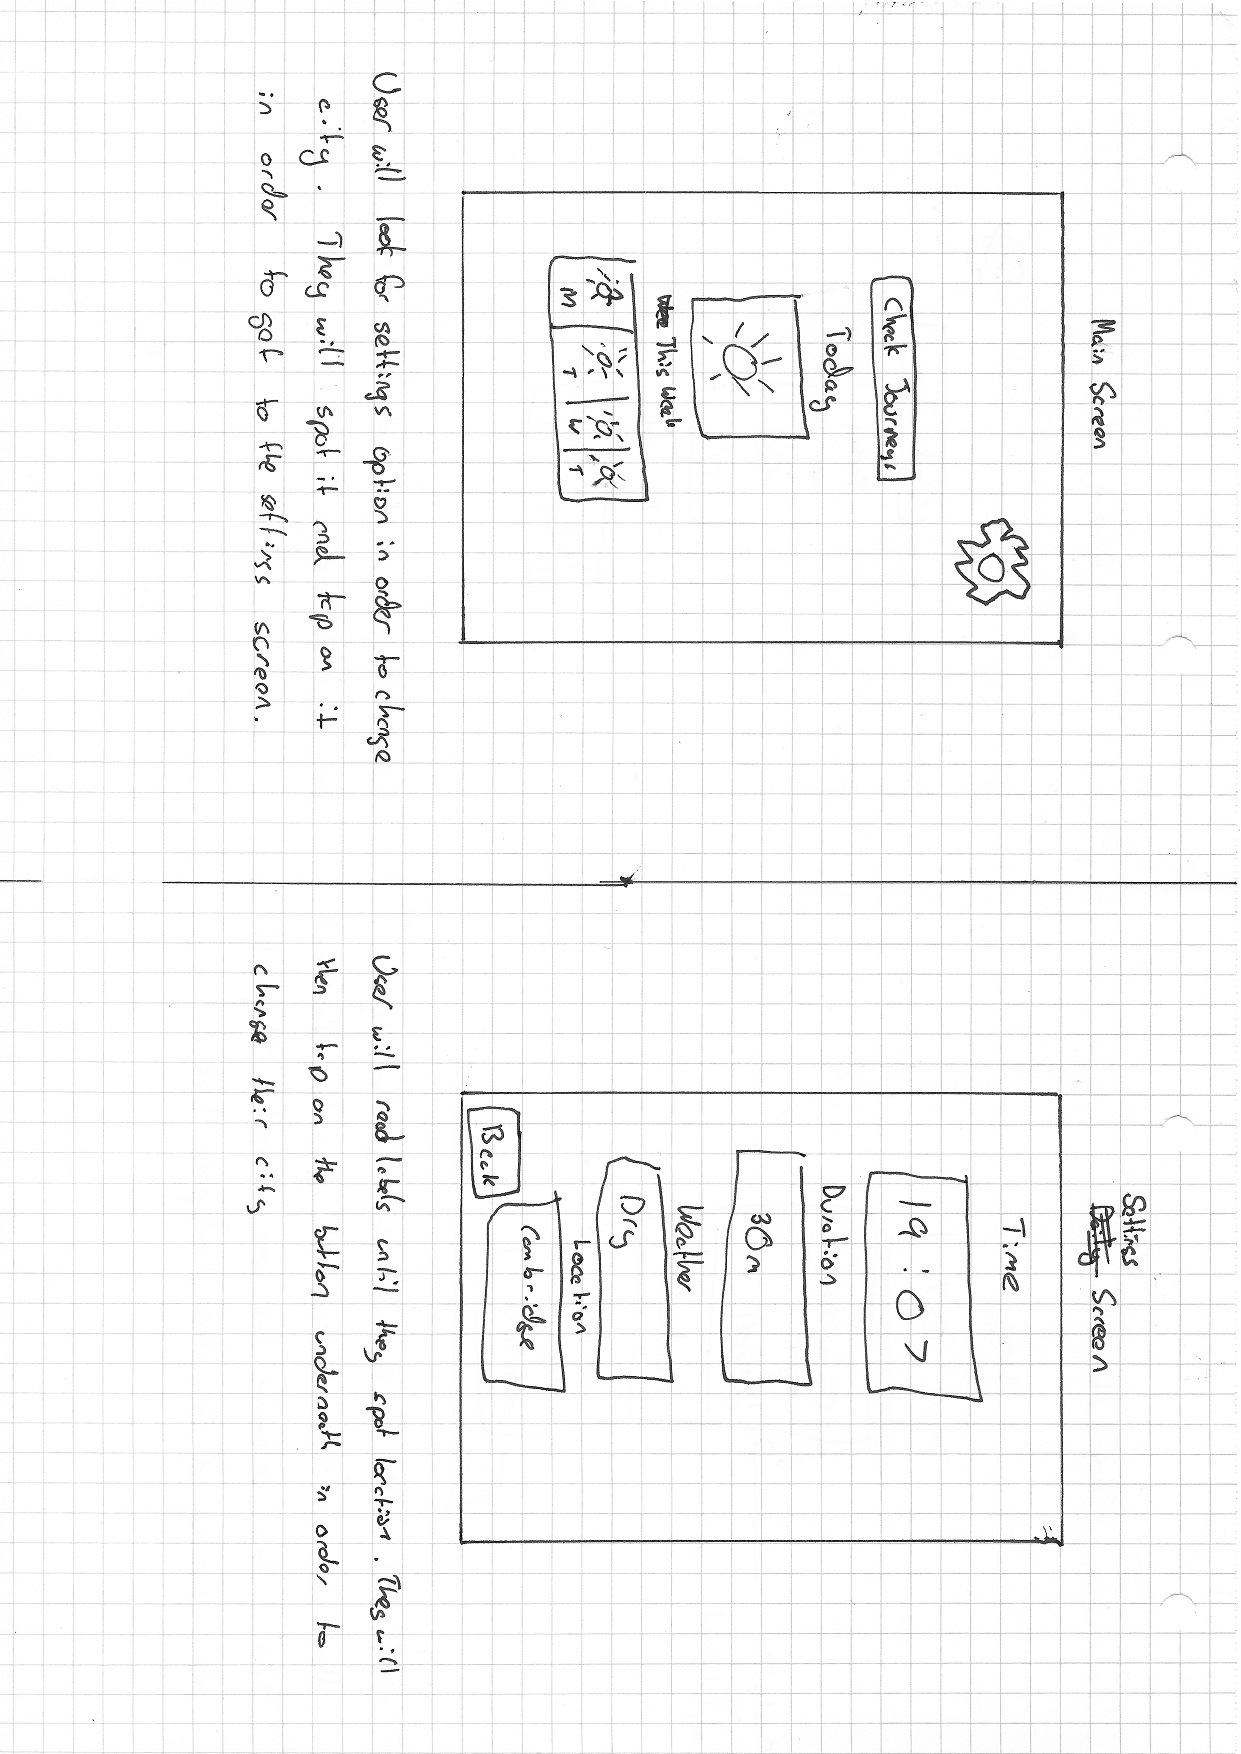 Main Screen
Check Journeys
Today
This Week
M T W T
User will look for settings option in order to change
city. They will spot it and tap on it
in order to get to the settings screen.
Settings
Screen
Time
19:07
Duration
30m
Weather
Dry
Location
Cambridge
Back
User will read labels until they spot location. They will
then tap on the button underneath in order to
change their city